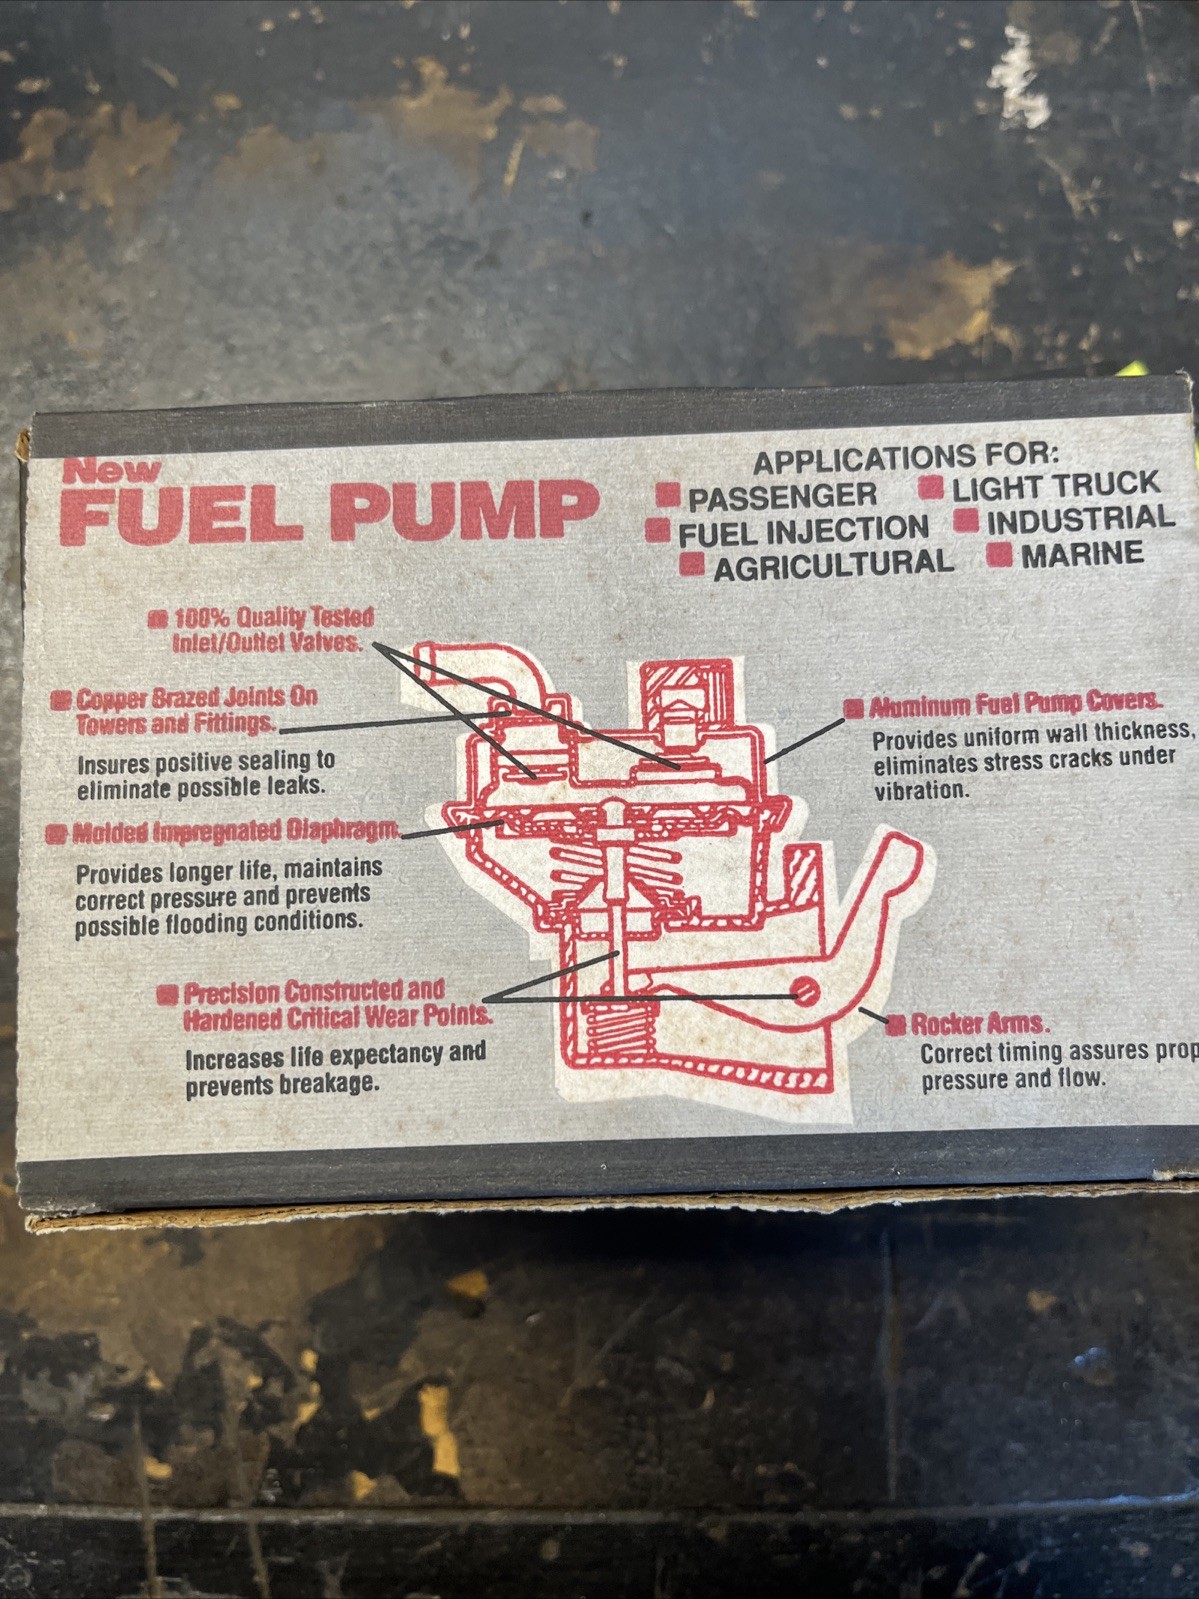 New
FUEL PUMP
APPLICATIONS FOR:
PASSENGER LIGHT TRUCK
FUEL INJECTION INDUSTRIAL
AGRICULTURAL MARINE
100% Quality Tested
Inlet/Outlet Valves.
Copper Brazed Joints On
Towers and Fittings.
Insures positive sealing to
eliminate possible leaks.
Molded Impregnated Diaphragm.
Provides longer life, maintains
correct pressure and prevents
possible flooding conditions.
Precision Constructed and
Hardened Critical Wear Points.
Increases life expectancy and
prevents breakage.
Aluminum Fuel Pump Covers.
Provides uniform wall thickness,
eliminates stress cracks under
vibration.
Rocker Arms.
Correct timing assures prop
pressure and flow.